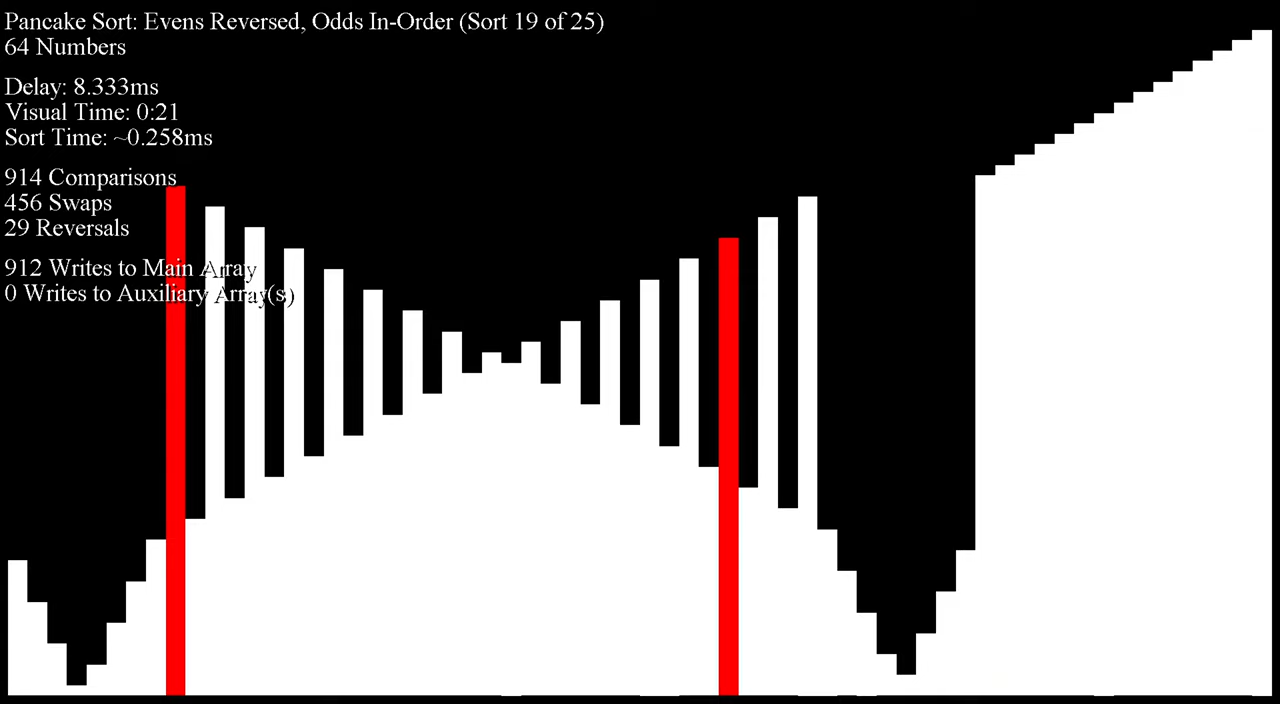 Pancake Sort: Evens Reversed, Odds In-Order (Sort 19 of 25)
64 Numbers
Delay: 8.333ms
Visual Time: 0:21
Sort Time: ~0.258ms
914 Comparisons
456 Swaps
29 Reversals
912 Writes to Main Array
0 Writes to Auxiliary Array(s)